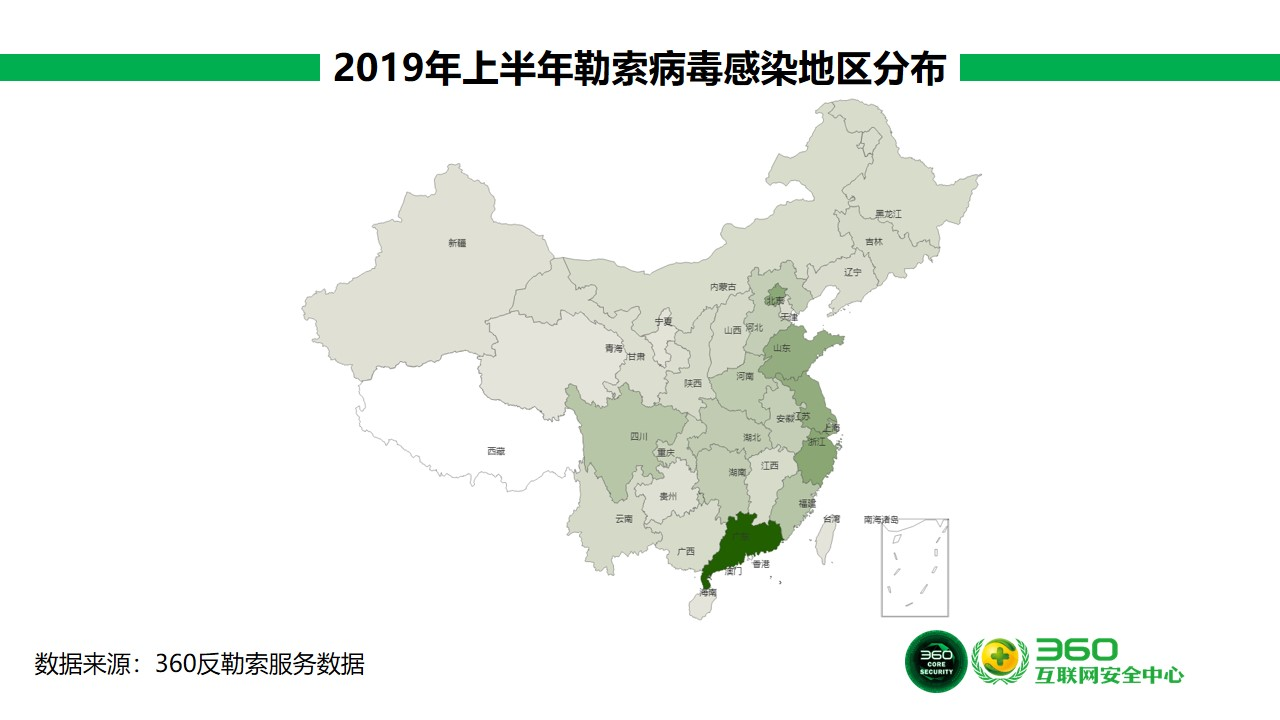 2019年上半年勒索病毒感染地区分布
黑龙江
吉林
新疆
辽宁
内蒙古
北京
天津
宁夏
山西
河北
青海
甘肃
山东
陕西
河南
安徽
江苏
上海
四川
湖北
浙江
西藏
重庆
湖南
江西
贵州
福建
云南
台湾
南海诸岛
广东
广西
香港
澳门
海南
数据来源：360反勒索服务数据
360
CORE
SECURITY
360
互联网安全中心